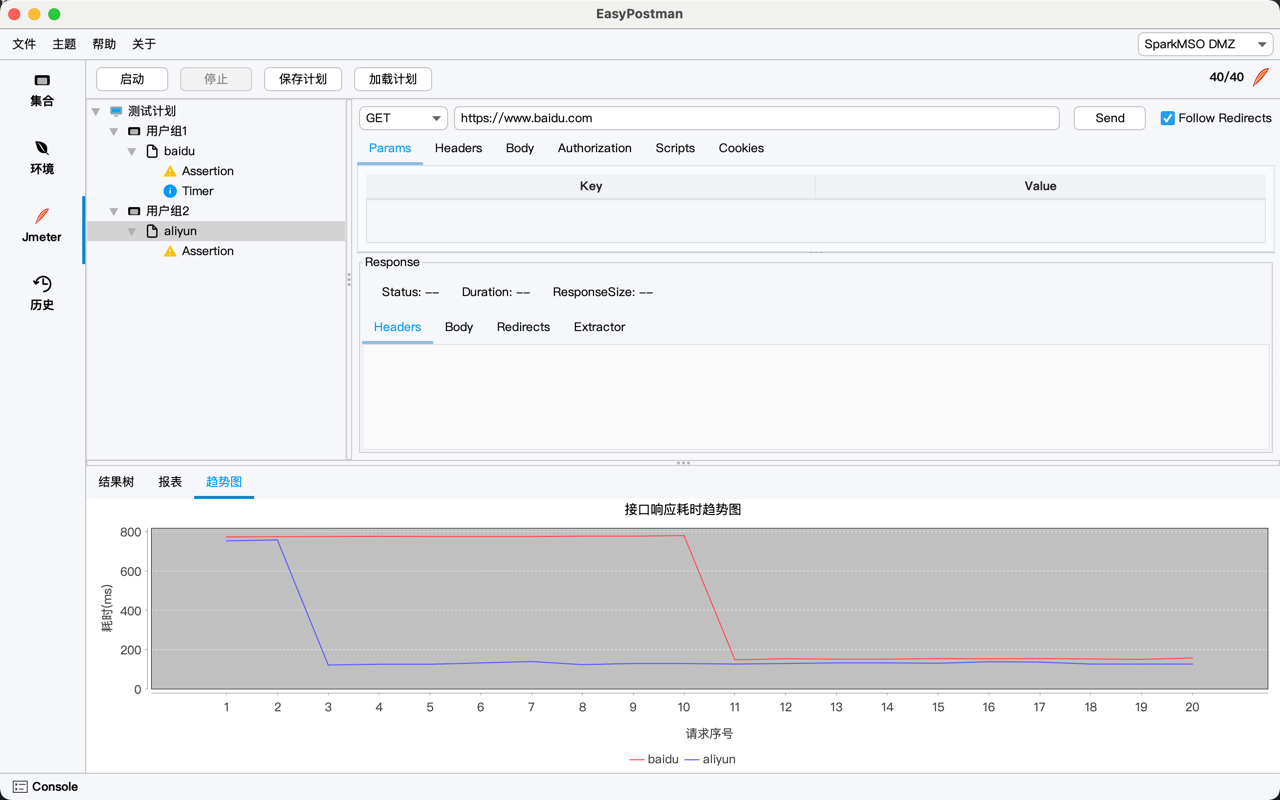 EasyPostman
文件 主题 帮助 关于 SparkMSO DMZ
启动 停止 保存计划 加载计划 40/40
集合
环境
Jmeter
历史
测试计划
用户组1
baidu
Assertion
Timer
用户组2
aliyun
Assertion
GET https://www.baidu.com Send Follow Redirects
Params Headers Body Authorization Scripts Cookies
Key Value
Response
Status: -- Duration: -- ResponseSize: --
Headers Body Redirects Extractor
结果树 报表 趋势图
接口响应耗时趋势图
耗时(ms)
800
600
400
200
0
1 2 3 4 5 6 7 8 9 10 11 12 13 14 15 16 17 18 19 20
请求序号
baidu aliyun
Console